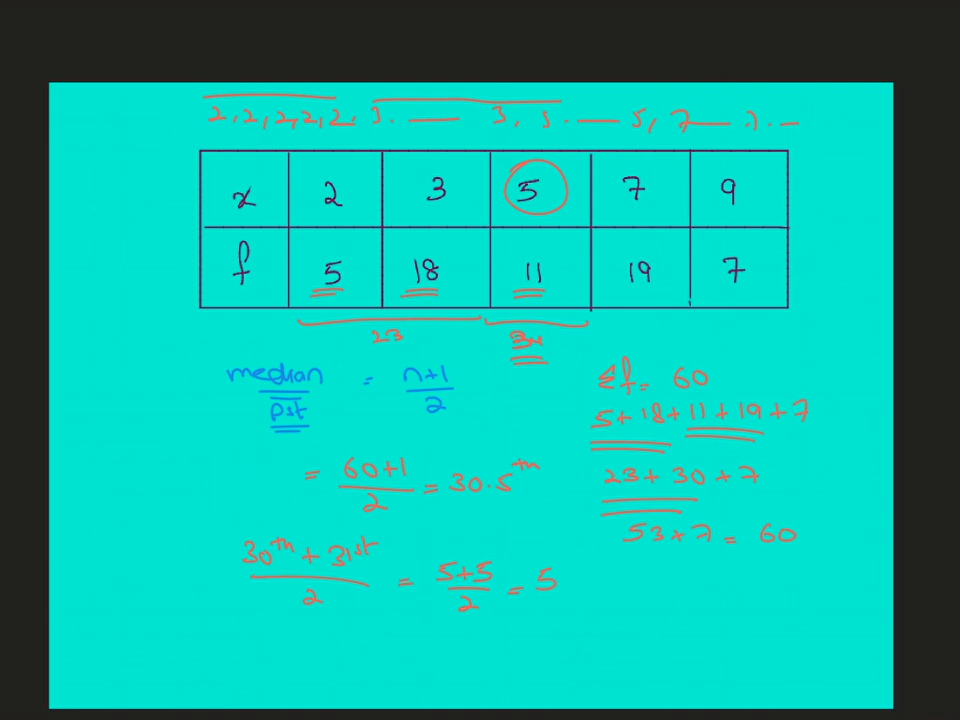 2, 2, 2, 2, 2, 3. — 3, 5. — 5, 7 —
x 2 3 5 7 9
f 5 18 11 19 7
23 34
median = n+1/2
pst
Σf = 60
5+18+11+19+7
= 60+1/2 = 30.5th
23+30+7
53+7 = 60
30th + 31st/2 = 5+5/2 = 5